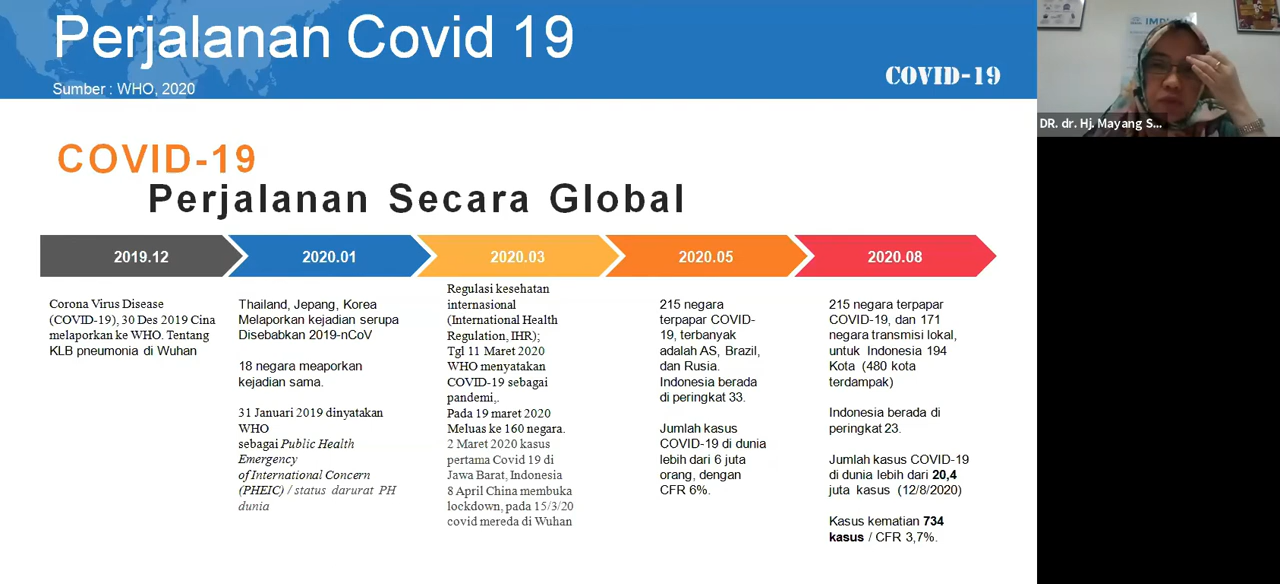 Perjalanan Covid 19
Sumber : WHO, 2020
COVID-19
DR. dr. Hj. Mayang S...
COVID-19
Perjalanan Secara Global
2019.12
2020.01
2020.03
2020.05
2020.08
Corona Virus Disease
(COVID-19), 30 Des 2019 Cina
melaporkan ke WHO. Tentang
KLB pneumonia di Wuhan
Thailand, Jepang, Korea
Melaporkan kejadian serupa
Disebabkan 2019-nCoV
18 negara meaporkan
kejadian sama.
31 Januari 2019 dinyatakan
WHO
sebagai Public Health
Emergency
of International Concern
(PHEIC) / status darurat PH
dunia
Regulasi kesehatan
internasional
(International Health
Regulation, IHR);
Tgl 11 Maret 2020
WHO menyatakan
COVID-19 sebagai
pandemi,.
Pada 19 maret 2020
Meluas ke 160 negara.
2 Maret 2020 kasus
pertama Covid 19 di
Jawa Barat, Indonesia
8 April China membuka
lockdown, pada 15/3/20
covid mereda di Wuhan
215 negara
terpapar COVID-
19, terbanyak
adalah AS, Brazil,
dan Rusia.
Indonesia berada
di peringkat 33.
Jumlah kasus
COVID-19 di dunia
lebih dari 6 juta
orang, dengan
CFR 6%.
215 negara terpapar
COVID-19, dan 171
negara transmisi lokal,
untuk Indonesia 194
Kota (480 kota
terdampak)
Indonesia berada di
peringkat 23.
Jumlah kasus COVID-19
di dunia lebih dari 20,4
juta kasus (12/8/2020)
Kasus kematian 734
kasus / CFR 3,7%.